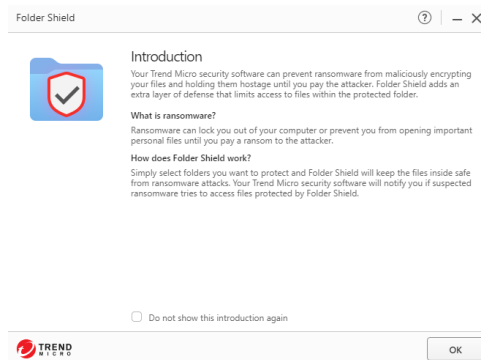 Folder Shield
?
Introduction
Your Trend Micro security software can prevent ransomware from maliciously encrypting
your files and holding them hostage until you pay the attacker. Folder Shield adds an
extra layer of defense that limits access to files within the protected folder.
What is ransomware?
Ransomware can lock you out of your computer or prevent you from opening important
personal files until you pay a ransom to the attacker.
How does Folder Shield work?
Simply select folders you want to protect and Folder Shield will keep the files inside safe
from ransomware attacks. Your Trend Micro security software will notify you if suspected
ransomware tries to access files protected by Folder Shield.
Do not show this introduction again
TREND
MICRO
OK